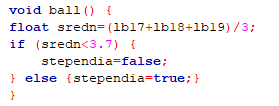 void ball() {
float sredn=(lb17+lb18+lb19)/3;
if (sredn<3.7) {
    stependia=false;
} else {stependia=true;}
}